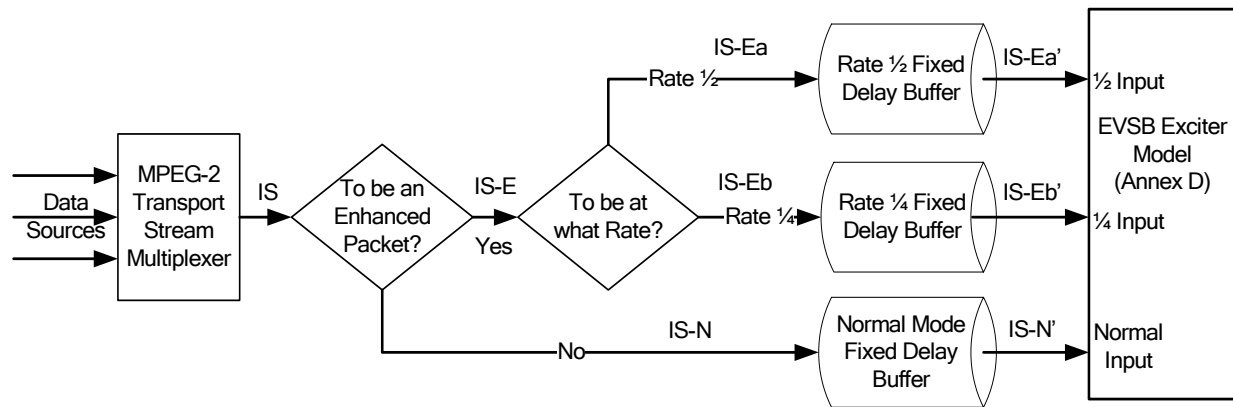 IS-Ea
Rate ½
Rate ½ Fixed
Delay Buffer
IS-Ea’
½ Input
EVSB Exciter
Model
(Annex D)
Data
Sources
MPEG-2
Transport
Stream
Multiplexer
IS
To be an
Enhanced
Packet?
IS-E
Yes
To be at
what Rate?
IS-Eb
Rate ¼
Rate ¼ Fixed
Delay Buffer
IS-Eb’
¼ Input
No
IS-N
Normal Mode
Fixed Delay
Buffer
IS-N’
Normal
Input